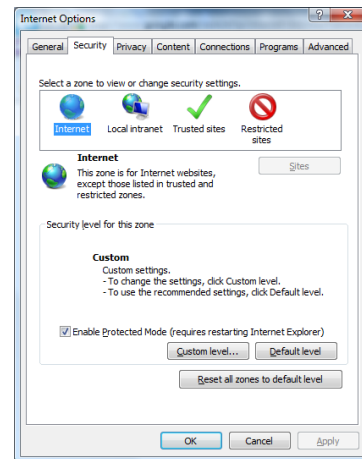 Internet Options
General Security Privacy Content Connections Programs Advanced
Select a zone to view or change security settings.
Internet Local intranet Trusted sites Restricted
sites
Internet
This zone is for Internet websites,
except those listed in trusted and
restricted zones.
Sites
Security level for this zone
Custom
Custom settings.
- To change the settings, click Custom level.
- To use the recommended settings, click Default level.
Enable Protected Mode (requires restarting Internet Explorer)
Custom level... Default level
Reset all zones to default level
OK Cancel Apply